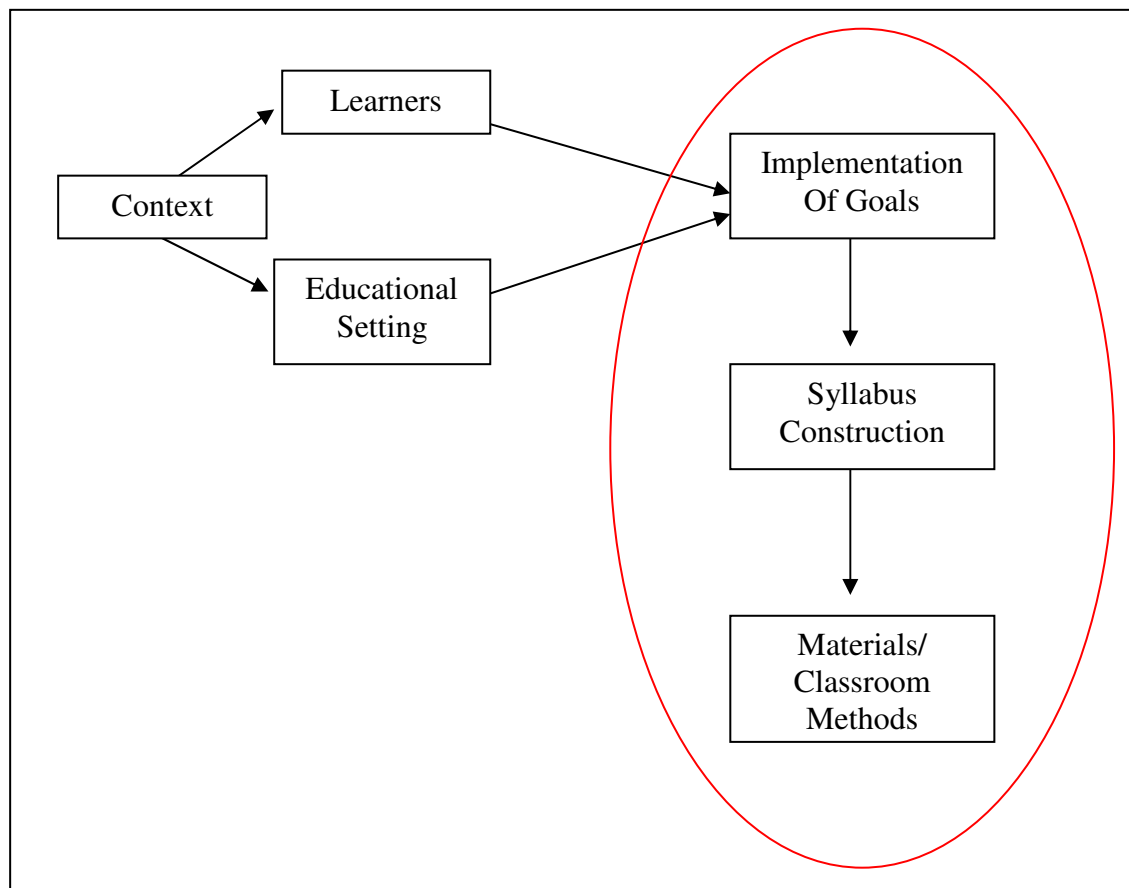 Learners
Context
Educational
Setting
Implementation
Of Goals
Syllabus
Construction
Materials/
Classroom
Methods